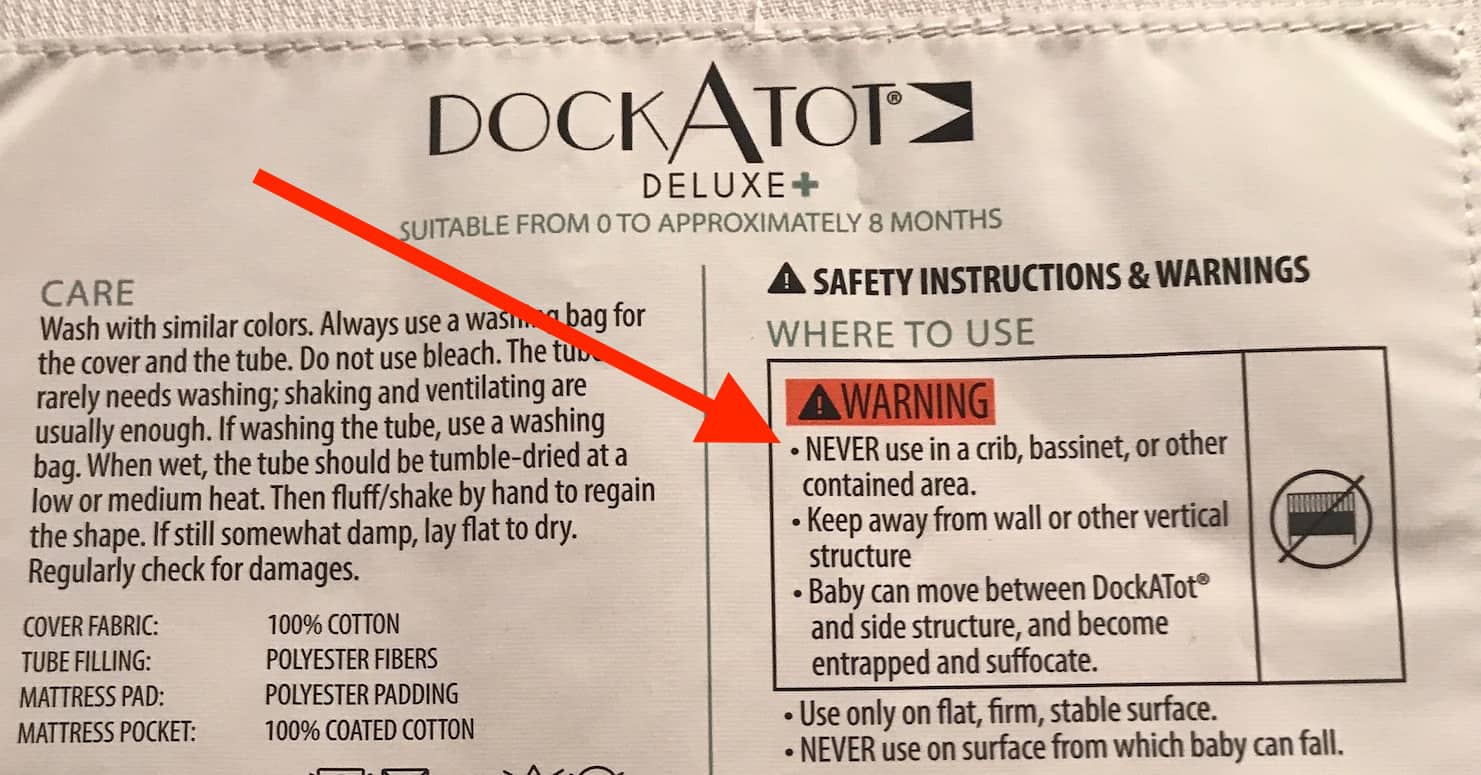 DOCKATOT®
DELUXE+
SUITABLE FROM 0 TO APPROXIMATELY 8 MONTHS
CARE
Wash with similar colors. Always use a washing bag for
the cover and the tube. Do not use bleach. The tube
rarely needs washing; shaking and ventilating are
usually enough. If washing the tube, use a washing
bag. When wet, the tube should be tumble-dried at a
low or medium heat. Then fluff/shake by hand to regain
the shape. If still somewhat damp, lay flat to dry.
Regularly check for damages.
COVER FABRIC: 100% COTTON
TUBE FILLING: POLYESTER FIBERS
MATTRESS PAD: POLYESTER PADDING
MATTRESS POCKET: 100% COATED COTTON
SAFETY INSTRUCTIONS & WARNINGS
WHERE TO USE
WARNING
• NEVER use in a crib, bassinet, or other
contained area.
• Keep away from wall or other vertical
structure
• Baby can move between DockATot®
and side structure, and become
entrapped and suffocate.
• Use only on flat, firm, stable surface.
• NEVER use on surface from which baby can fall.